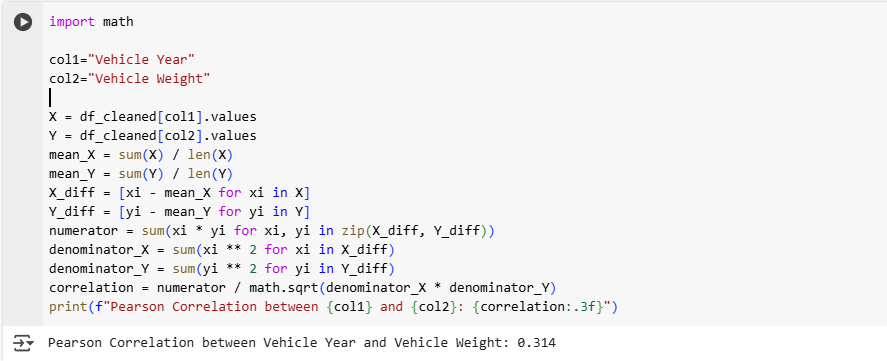 import math
col1="Vehicle Year"
col2="Vehicle Weight"
X = df_cleaned[col1].values
Y = df_cleaned[col2].values
mean_X = sum(X) / len(X)
mean_Y = sum(Y) / len(Y)
X_diff = [xi - mean_X for xi in X]
Y_diff = [yi - mean_Y for yi in Y]
numerator = sum(xi * yi for xi, yi in zip(X_diff, Y_diff))
denominator_X = sum(xi ** 2 for xi in X_diff)
denominator_Y = sum(yi ** 2 for yi in Y_diff)
correlation = numerator / math.sqrt(denominator_X * denominator_Y)
print(f"Pearson Correlation between {col1} and {col2}: {correlation:.3f}")
Pearson Correlation between Vehicle Year and Vehicle Weight: 0.314